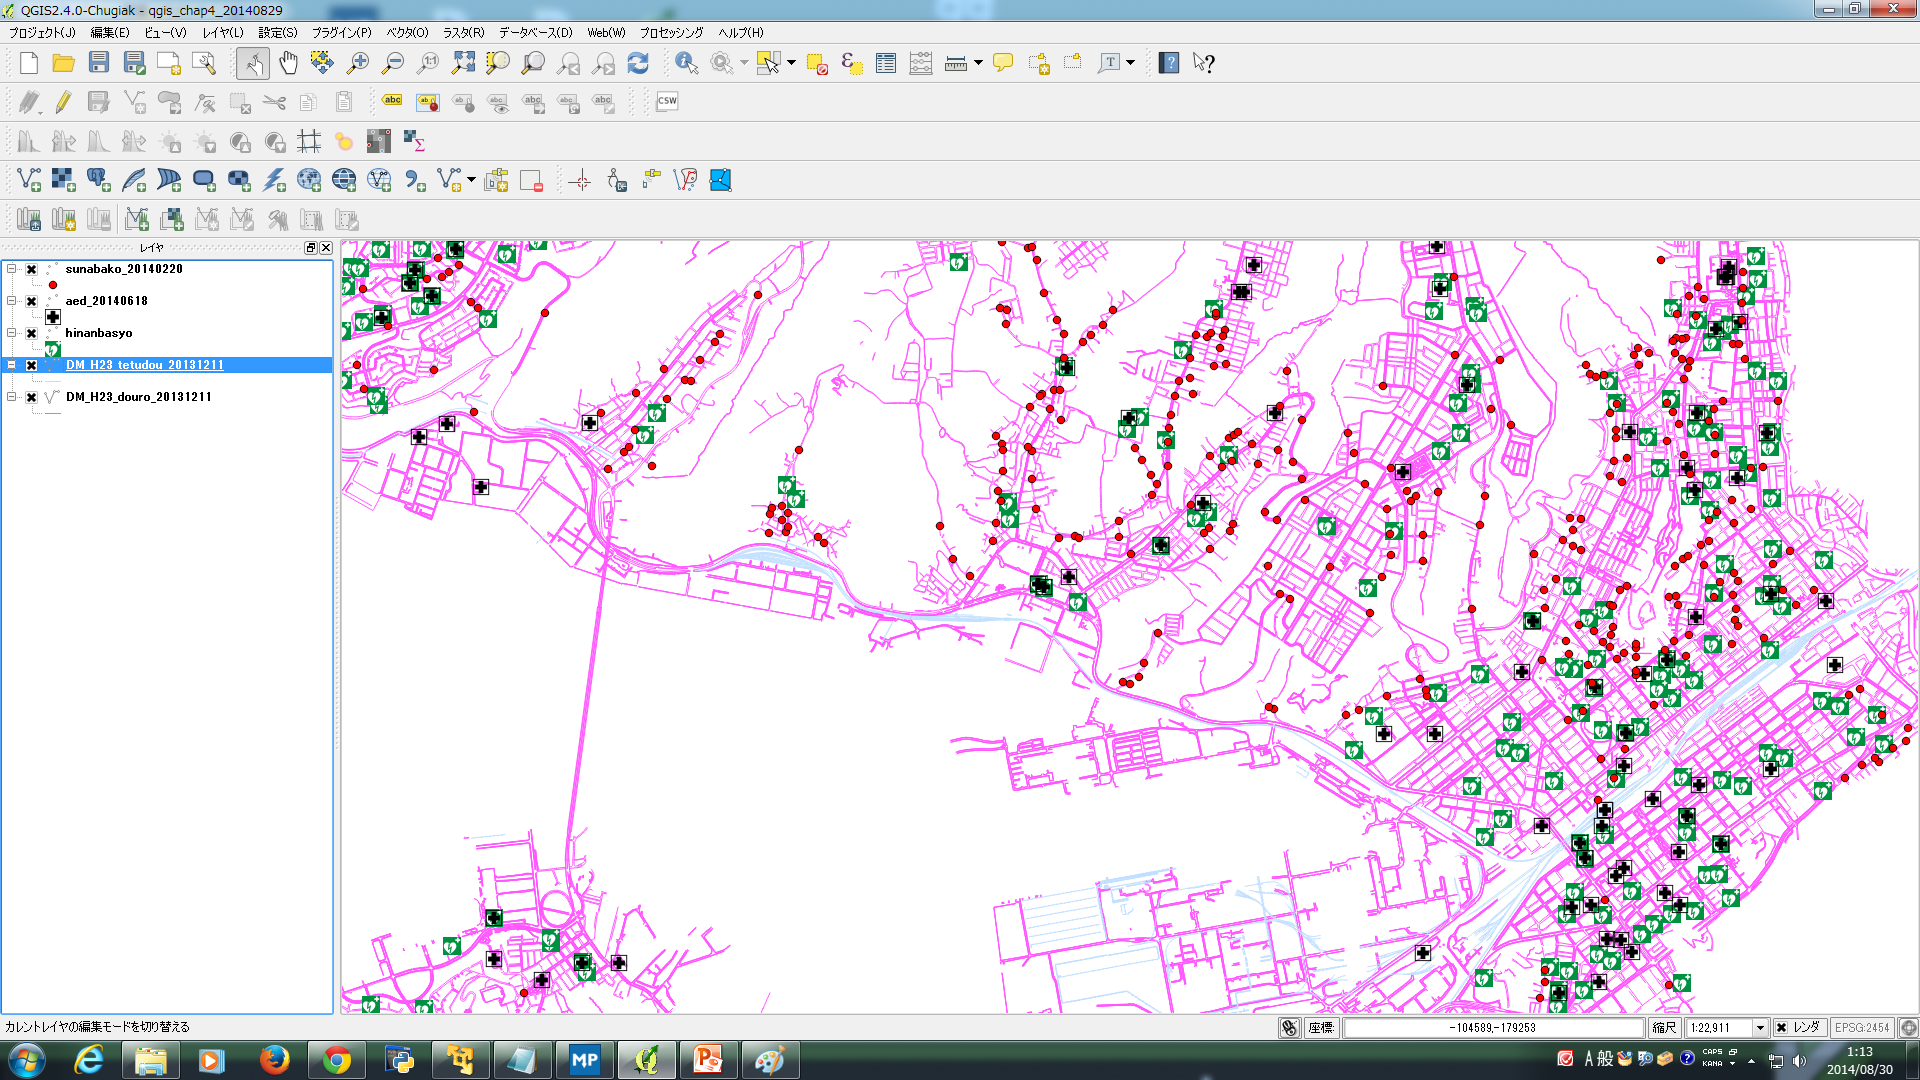 QGIS2.4.0-Chugiak - qgis_chap4_20140829
プロジェクト(J) 編集(E) ビュー(V) レイヤ(L) 設定(S) プラグイン(P) ベクタ(O) ラスタ(R) データベース(D) Web(W) プロセッシング ヘルプ(H)
1:1
T
abc
abc
CSW
レイヤ
sunabako_20140220
aed_20140618
hinanbasyo
DM_H23_tetudou_20131211
DM_H23_douro_20131211
カレントレイヤの編集モードを切り替える
座標:
-104589,-179253
縮尺
1:22,911
レンダ
EPSG:2454
MP
A 般
CAPS
KANA
1:13
2014/08/30